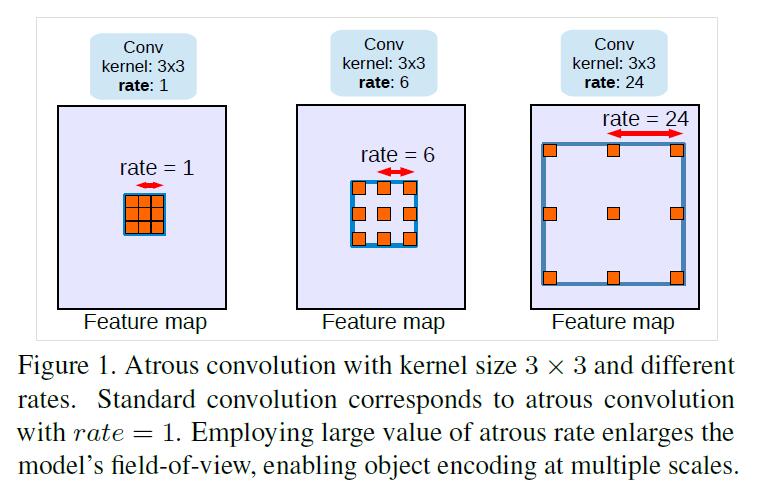 Conv
kernel: 3x3
rate: 1
Conv
kernel: 3x3
rate: 6
Conv
kernel: 3x3
rate: 24
rate = 1
rate = 6
rate = 24
Feature map
Feature map
Feature map
Figure 1. Atrous convolution with kernel size 3 × 3 and different
rates. Standard convolution corresponds to atrous convolution
with rate = 1. Employing large value of atrous rate enlarges the
model's field-of-view, enabling object encoding at multiple scales.